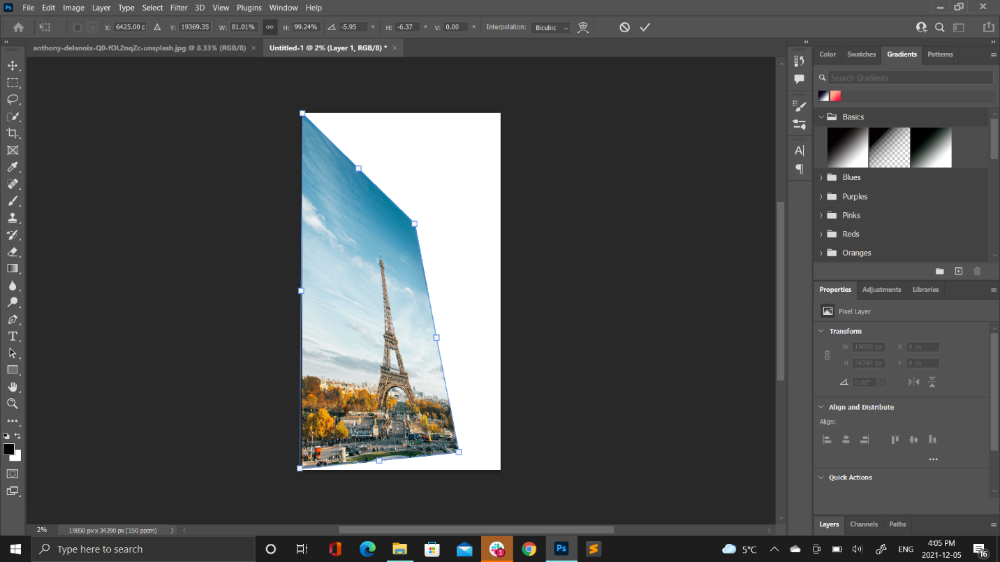 Ps File Edit Image Layer Type Select Filter 3D View Plugins Window Help
X: 6425.00 p Y: 19369.35 W: 81.01% H: 99.24% -5.95 ° H: -6.37 ° V: 0.00 ° Interpolation: Bicubic
anthony-delanoix-Q0-fOL2nqZc-unsplash.jpg @ 8.33% (RGB/8) × Untitled-1 @ 2% (Layer 1, RGB/8) * ×
Color Swatches Gradients Patterns
Search Gradients
Basics
Blues
Purples
Pinks
Reds
Oranges
Properties Adjustments Libraries
Pixel Layer
Transform
W 19050 px X 0 px
H 34290 px Y 0 px
0.00°
Align and Distribute
Align:
Quick Actions
Layers Channels Paths
2% 19050 px x 34290 px (150 ppcm)
Type here to search
1
Ps
5°C
ENG
4:05 PM
2021-12-05
16